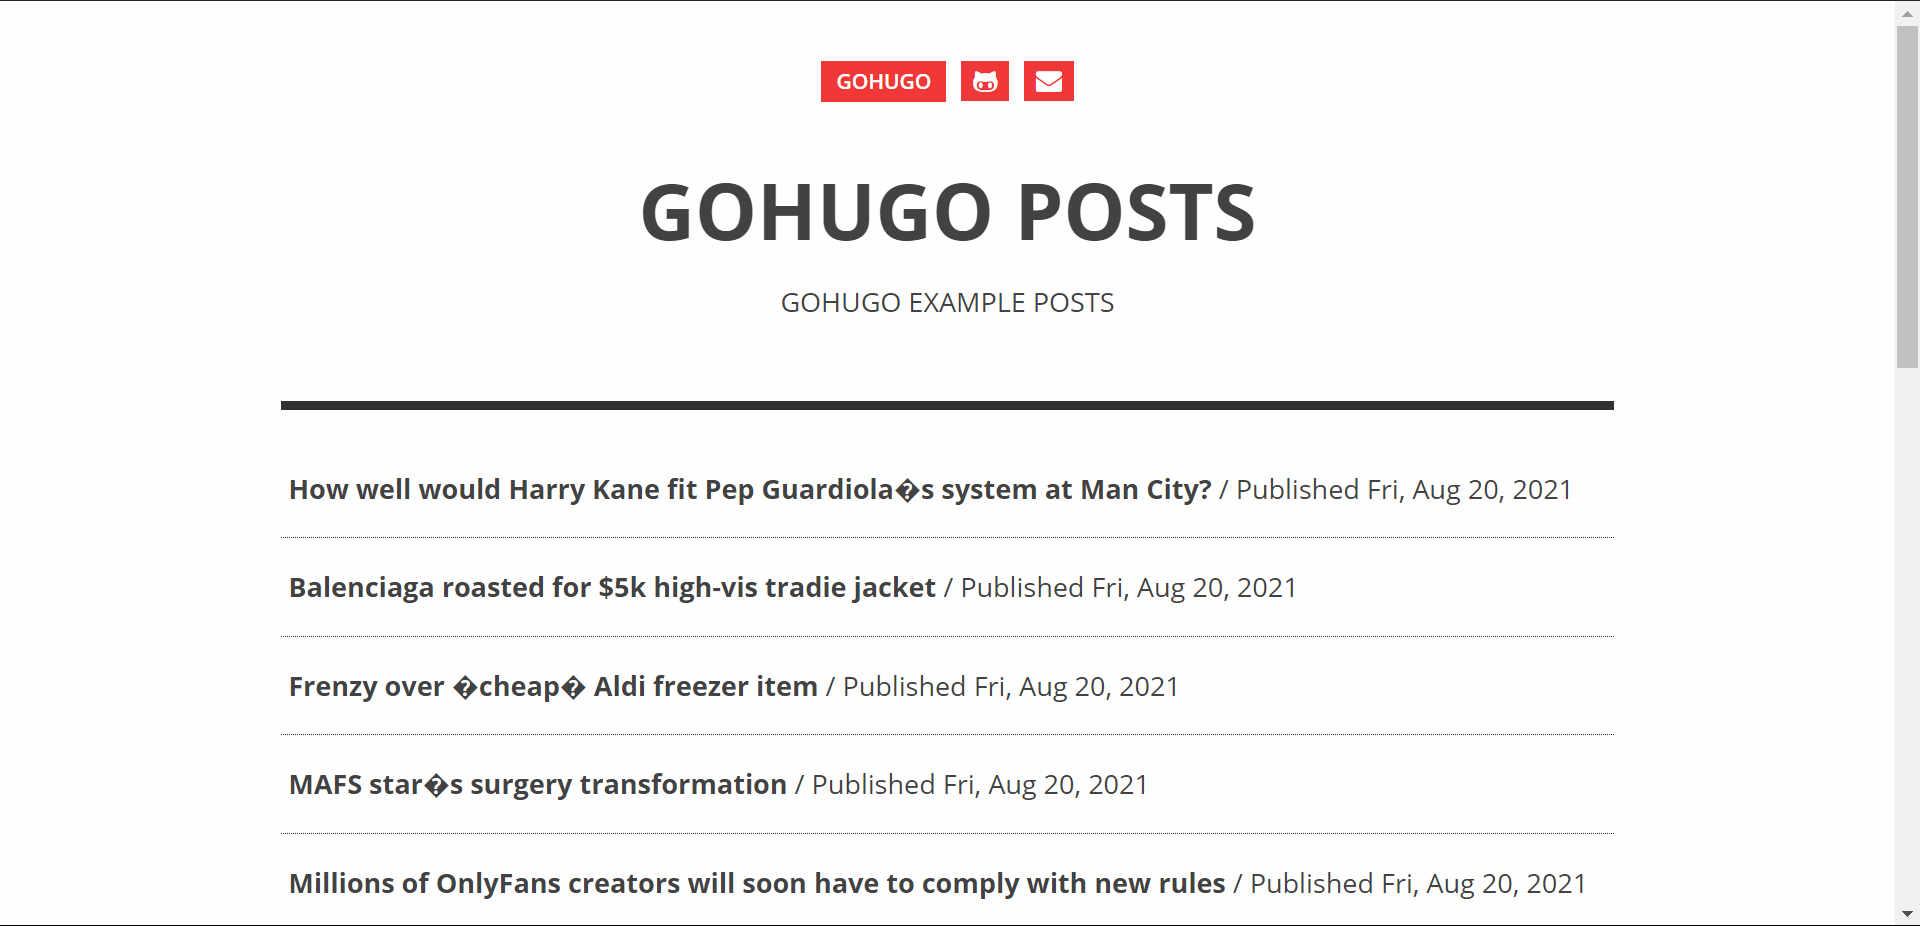 GOHUGO
GOHUGO POSTS
GOHUGO EXAMPLE POSTS
How well would Harry Kane fit Pep Guardiola�s system at Man City? / Published Fri, Aug 20, 2021
Balenciaga roasted for $5k high-vis tradie jacket / Published Fri, Aug 20, 2021
Frenzy over �cheap� Aldi freezer item / Published Fri, Aug 20, 2021
MAFS star�s surgery transformation / Published Fri, Aug 20, 2021
Millions of OnlyFans creators will soon have to comply with new rules / Published Fri, Aug 20, 2021